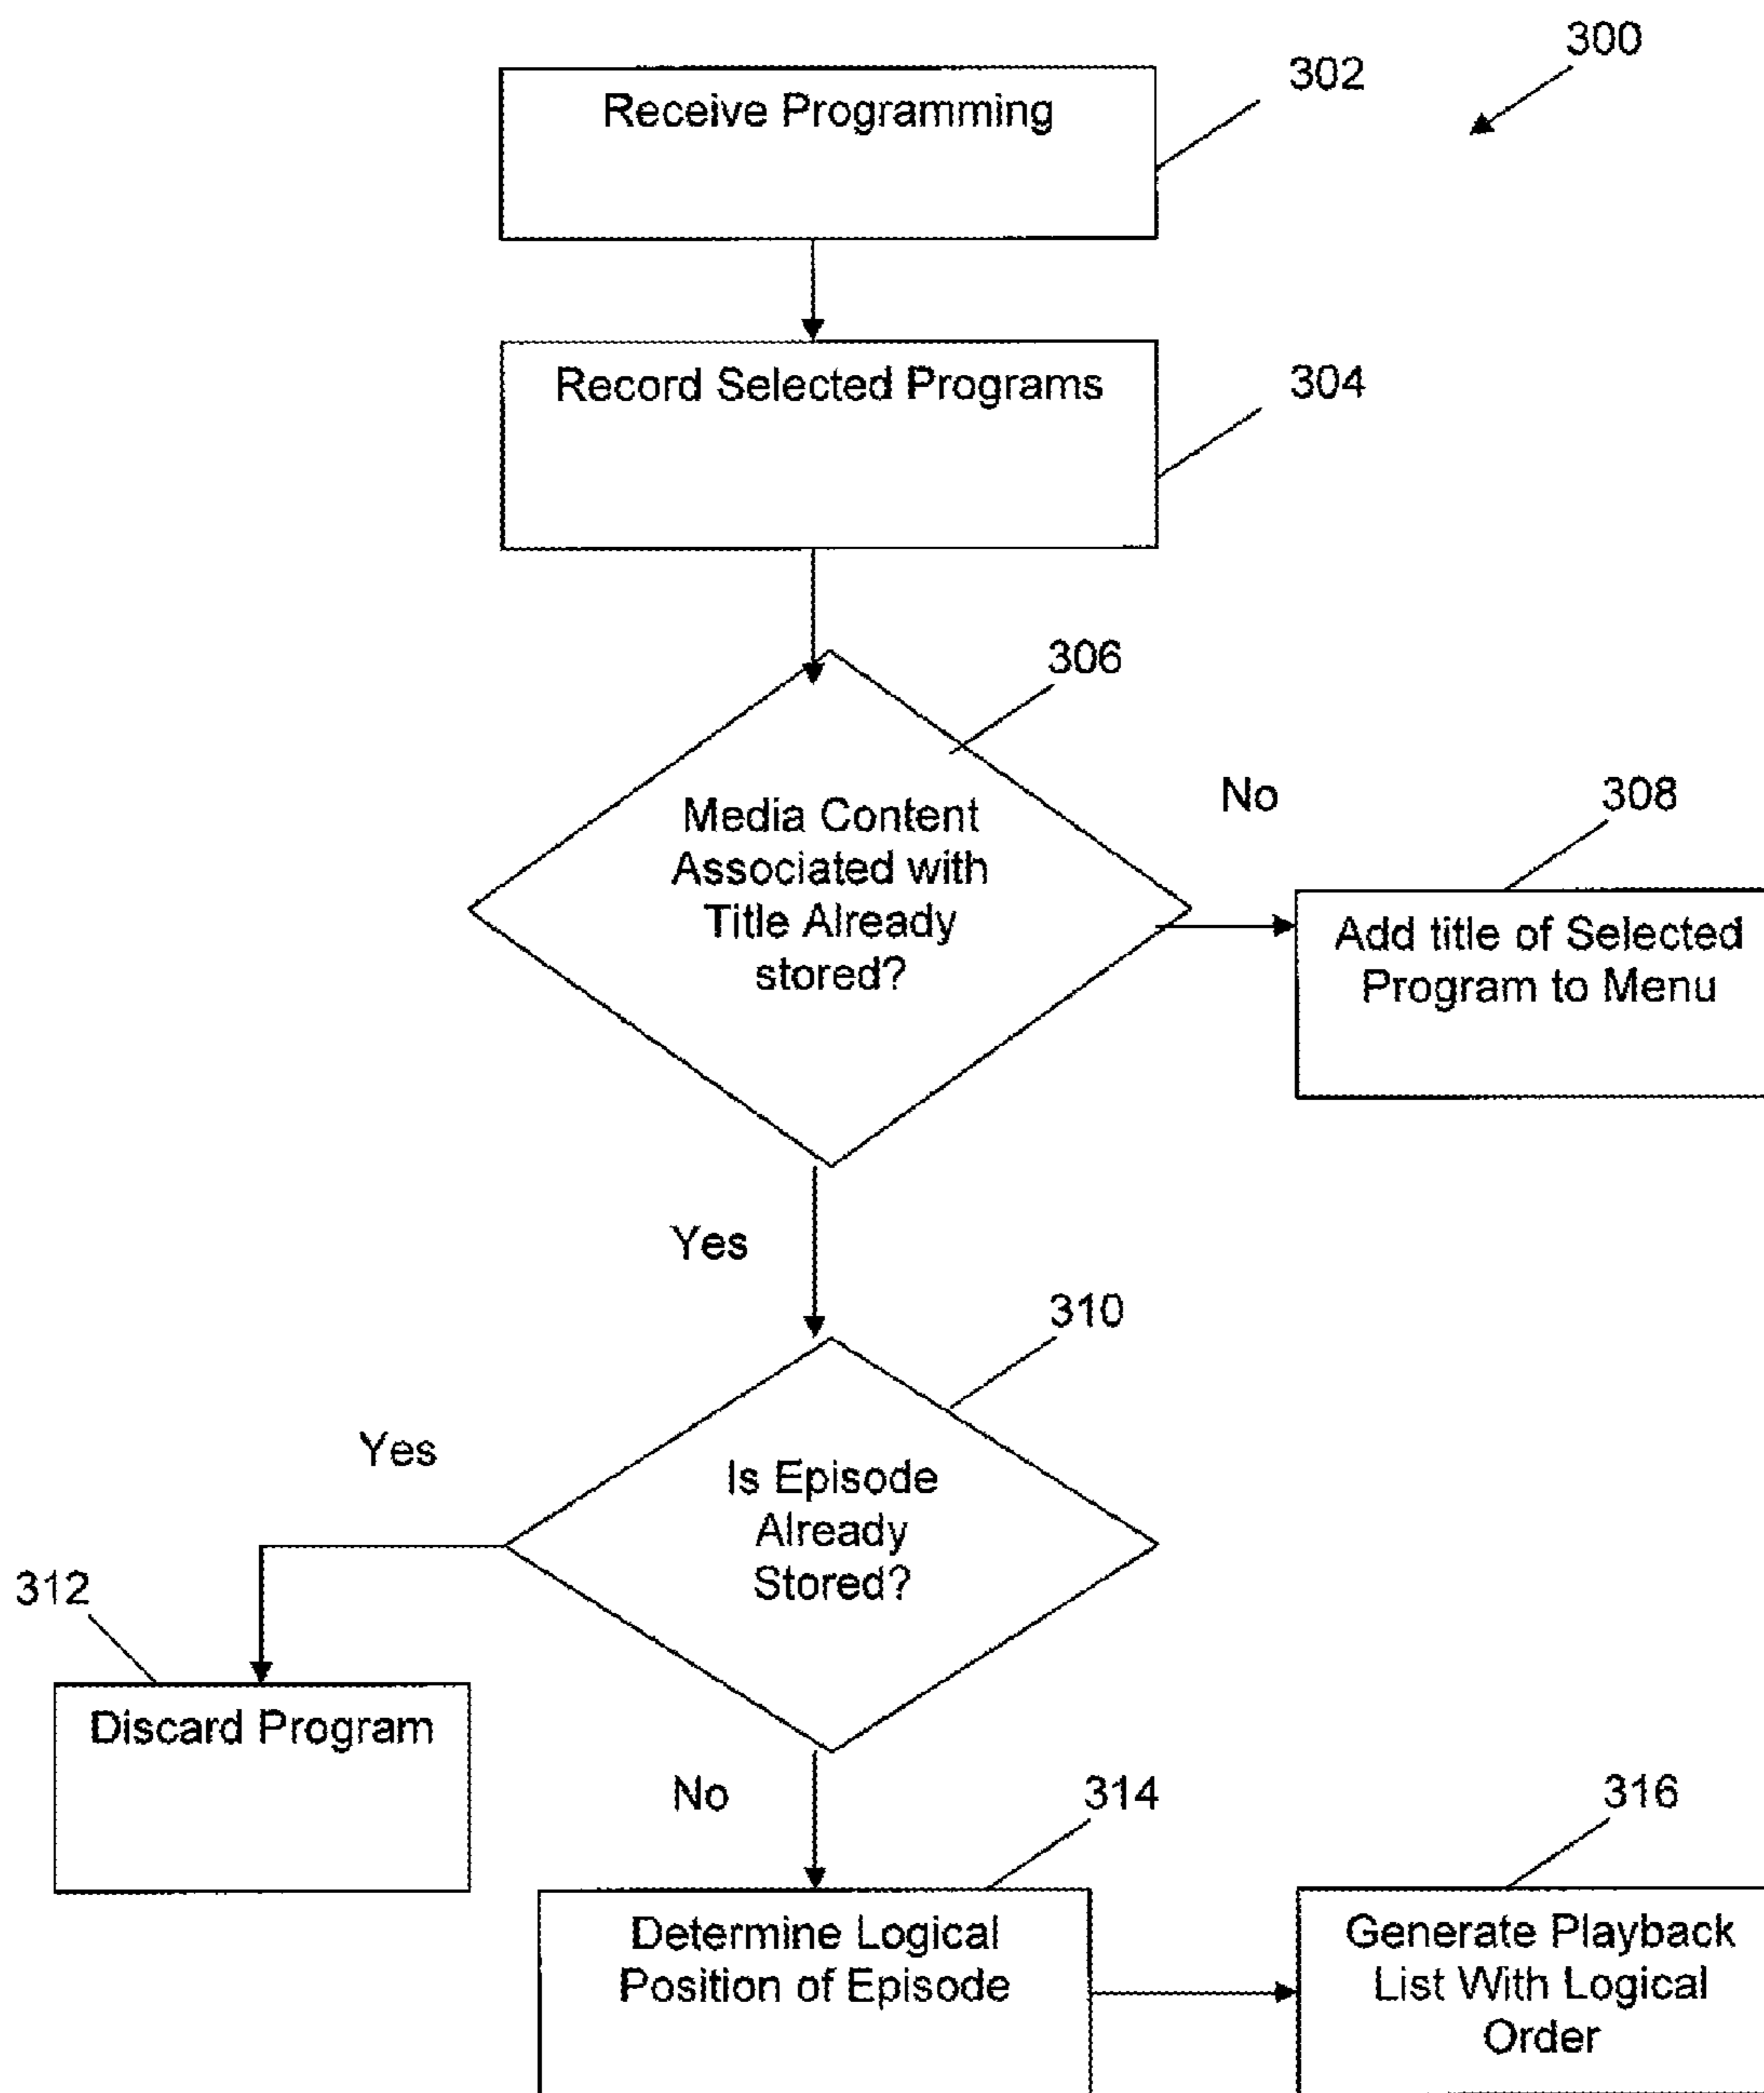 300
302
Receive Programming
304
Record Selected Programs
306
Media Content
Associated with
Title Already
stored?
No
308
Add title of Selected
Program to Menu
Yes
310
Is Episode
Already
Stored?
Yes
312
Discard Program
No
314
Determine Logical
Position of Episode
316
Generate Playback
List With Logical
Order